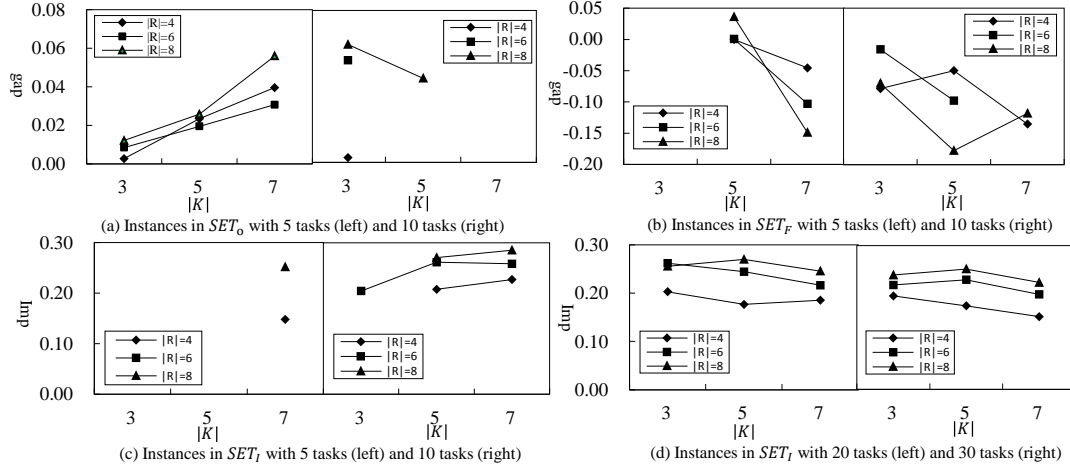 0.08
0.06
0.04
0.02
0.00
gap
|R|=4
|R|=6
|R|=8
|R|=4
|R|=6
|R|=8
3 5 7 3 5 7
|K|
(a) Instances in SET_o with 5 tasks (left) and 10 tasks (right)
0.00
-0.05
-0.10
-0.15
-0.20
gap
|R|=4
|R|=6
|R|=8
|R|=4
|R|=6
|R|=8
3 5 7 3 5 7
|K|
(b) Instances in SET_F with 5 tasks (left) and 10 tasks (right)
0.30
0.20
0.10
0.00
Imp
|R|=4
|R|=6
|R|=8
|R|=4
|R|=6
|R|=8
3 5 7 3 5 7
|K|
(c) Instances in SET_I with 5 tasks (left) and 10 tasks (right)
0.30
0.20
0.10
0.00
Imp
|R|=4
|R|=6
|R|=8
|R|=4
|R|=6
|R|=8
3 5 7 3 5 7
|K|
(d) Instances in SET_I with 20 tasks (left) and 30 tasks (right)